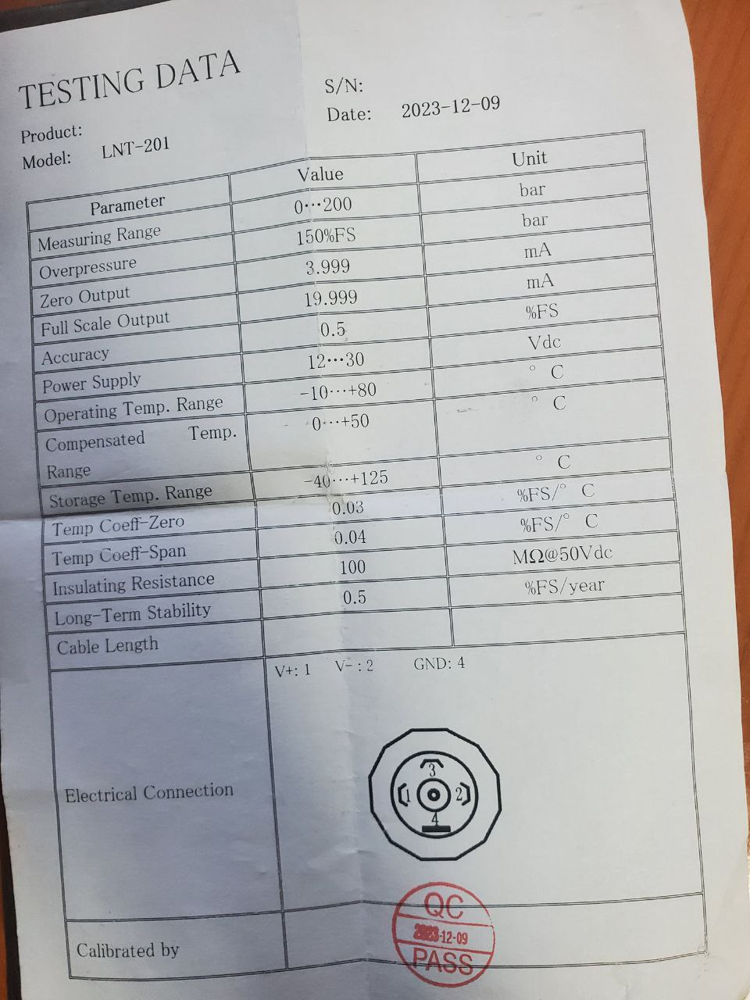 TESTING DATA
S/N:
Product:
Date: 2023-12-09
Model: LNT-201
Parameter Value Unit
Measuring Range 0···200 bar
Overpressure 150%FS bar
Zero Output 3.999 mA
Full Scale Output 19.999 mA
Accuracy 0.5 %FS
Power Supply 12···30 Vdc
Operating Temp. Range -10···+80 ° C
Compensated Temp. 0···+50 ° C
Range
Storage Temp. Range -40···+125 ° C
Temp Coeff-Zero 0.03 %FS/° C
Temp Coeff-Span 0.04 %FS/° C
Insulating Resistance 100 MΩ@50Vdc
Long-Term Stability 0.5 %FS/year
Cable Length
V+: 1 V- : 2 GND: 4
Electrical Connection
3
1 2
4
Calibrated by
QC
2023-12-09
PASS